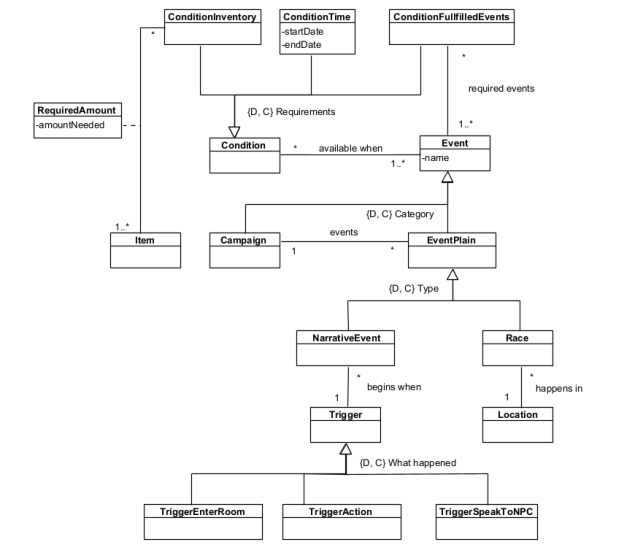 ConditionInventory
ConditionTime
-startDate
-endDate
ConditionFullfilledEvents
*
*
required events
RequiredAmount
-amountNeeded
{D, C} Requirements
1..*
Condition
*
available when
1..*
Event
-name
{D, C} Category
1..*
Item
Campaign
events
1
*
EventPlain
{D, C} Type
NarrativeEvent
Race
*
begins when
1
*
happens in
1
Trigger
Location
{D, C} What happened
TriggerEnterRoom
TriggerAction
TriggerSpeakToNPC